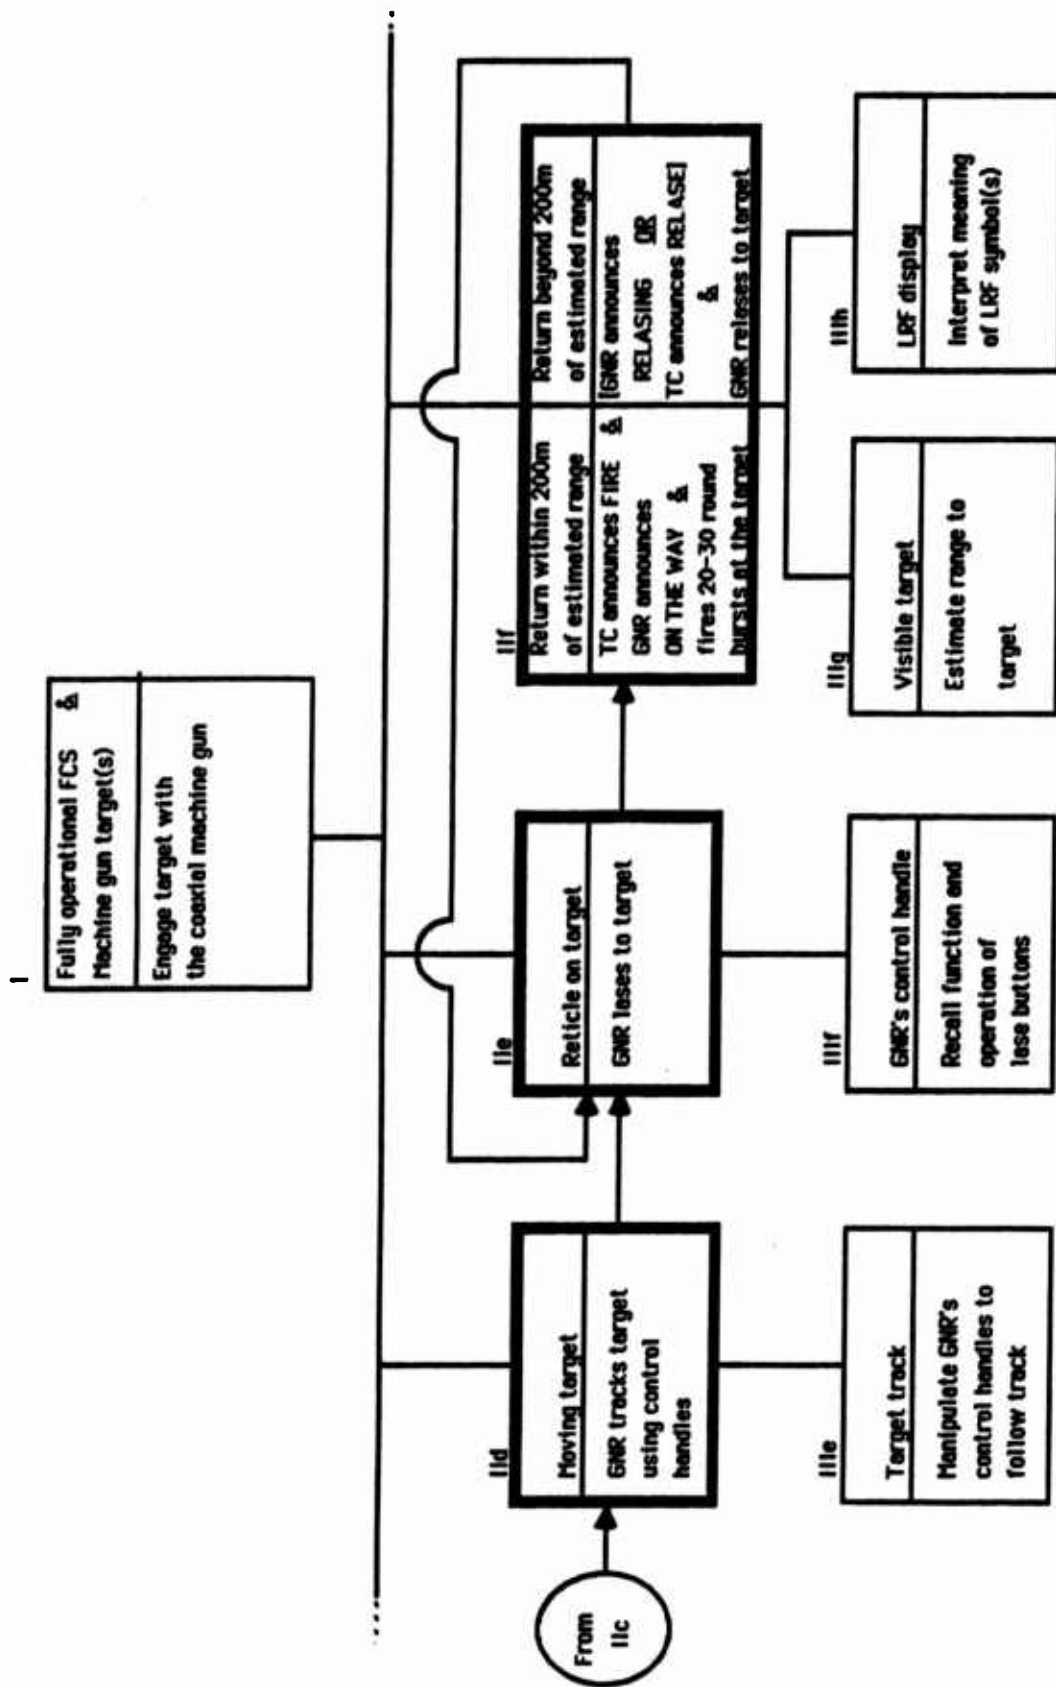 I
Fully operational FCS &
Machine gun target(s)
Engage target with
the coaxial machine gun
....
...
From
IIc
IId
Moving target
GNR tracks target
using control
handles
IIe
Reticle on target
GNR lases to target
IIf
Return within 200m
of estimated range
TC announces FIRE &
GNR announces
ON THE WAY &
fires 20-30 round
bursts at the target
Return beyond 200m
of estimated range
[GNR announces
RELASING OR
TC announces RELASE]
&
GNR relases to target
IIIe
Target track
Manipulate GNR's
control handles to
follow track
IIIf
GNR's control handle
Recall function and
operation of
lase buttons
IIIg
Visible target
Estimate range to
target
IIIh
LRF display
Interpret meaning
of LRF symbol(s)